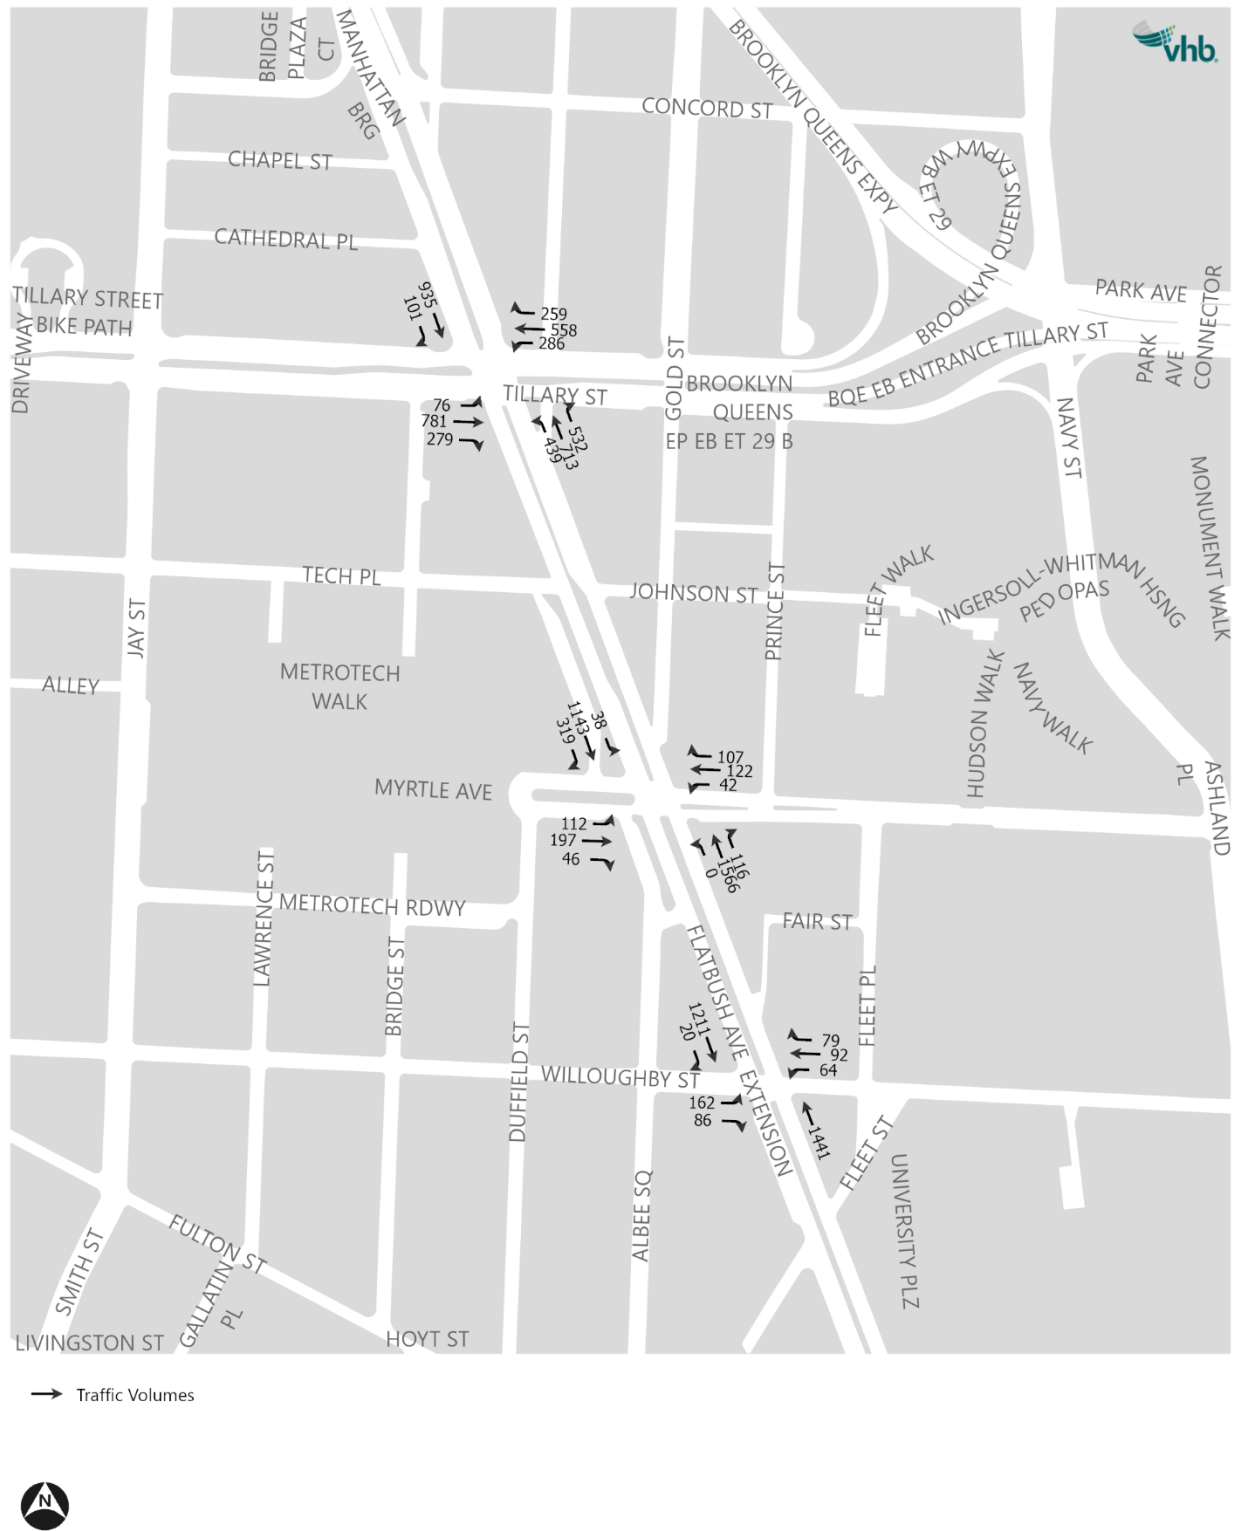 BRIDGE
PLAZA
CT
MANHATTAN
BRG
BROOKLYN QUEENS EXPY
vhb.
CONCORD ST
CHAPEL ST
BROOKLYN QUEENS EXPWY WB ET 29
CATHEDRAL PL
TILLARY STREET
BIKE PATH
DRIVEWAY
935
101
259
558
286
PARK AVE
PARK
AVE
CONNECTOR
BQE EB ENTRANCE TILLARY ST
GOLD ST
BROOKLYN
QUEENS
EP EB ET 29 B
TILLARY ST
76
781
279
439
713
532
NAVY ST
MONUMENT WALK
TECH PL
JOHNSON ST
PRINCE ST
FLEET WALK
INGERSOLL-WHITMAN HSNG
PED OPAS
JAY ST
METROTECH
WALK
ALLEY
HUDSON WALK
NAVY WALK
1143
319
38
107
122
42
MYRTLE AVE
ASHLAND
PL
112
197
46
0
1566
116
LAWRENCE ST
METROTECH RDWY
BRIDGE ST
FAIR ST
FLATBUSH AVE EXTENSION
FLEET PL
1211
20
79
92
64
DUFFIELD ST
WILLOUGHBY ST
162
86
1441
FLEET ST
UNIVERSITY PLZ
ALBEE SQ
FULTON ST
SMITH ST
GALLATIN
PL
LIVINGSTON ST
HOYT ST
Traffic Volumes
N